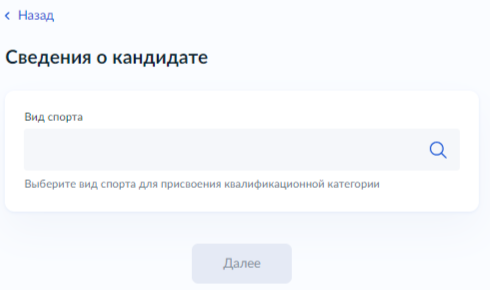 Назад
Сведения о кандидате
Вид спорта
Выберите вид спорта для присвоения квалификационной категории
Далее